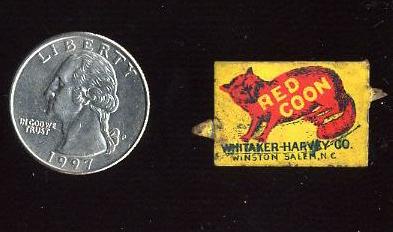 LIBERTY
IN GOD WE
TRUST
1997
RED
COON
WHITAKER-HARVEY CO.
WINSTON SALEM, N.C